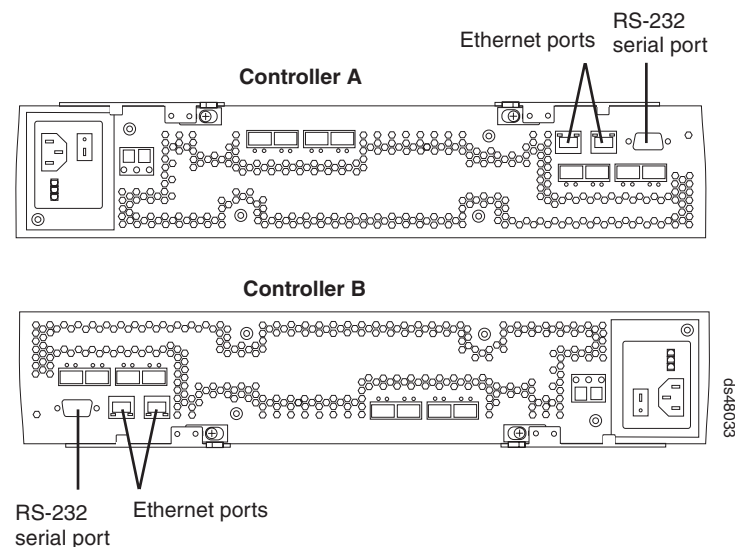 RS-232
Ethernet ports serial port
Controller A
Controller B
ds48033
RS-232 Ethernet ports
serial port